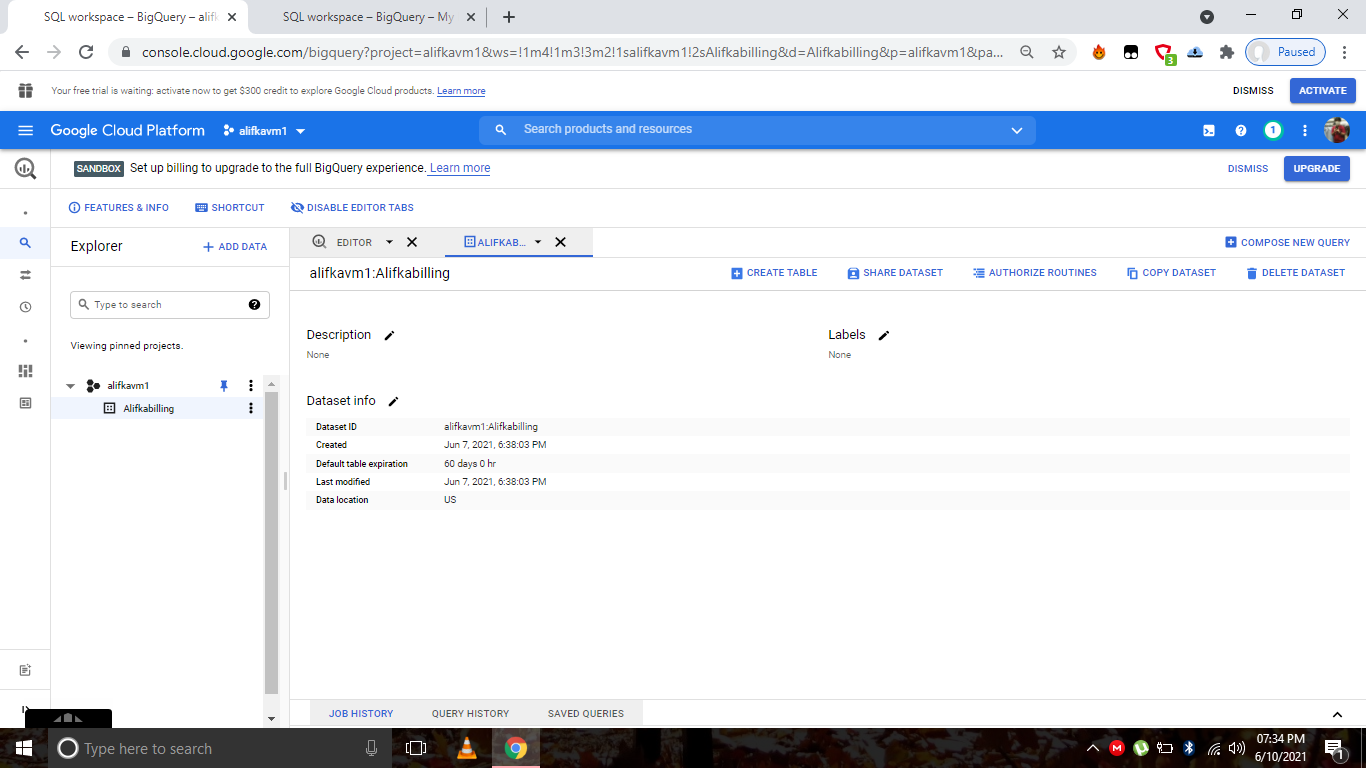 SQL workspace – BigQuery – alifk
SQL workspace – BigQuery – My
console.cloud.google.com/bigquery?project=alifkavm1&ws=!1m4!1m3!3m2!1salifkavm1!2sAlifkabilling&d=Alifkabilling&p=alifkavm1&pa...
3
Paused
Your free trial is waiting: activate now to get $300 credit to explore Google Cloud products. Learn more
DISMISS
ACTIVATE
Google Cloud Platform
alifkavm1
Search products and resources
1
SANDBOX Set up billing to upgrade to the full BigQuery experience. Learn more
DISMISS
UPGRADE
FEATURES & INFO
SHORTCUT
DISABLE EDITOR TABS
Explorer
ADD DATA
EDITOR
ALIFKAB...
COMPOSE NEW QUERY
alifkavm1:Alifkabilling
CREATE TABLE
SHARE DATASET
AUTHORIZE ROUTINES
COPY DATASET
DELETE DATASET
Type to search
Viewing pinned projects.
alifkavm1
Alifkabilling
Description
None
Labels
None
Dataset info
Dataset ID alifkavm1:Alifkabilling
Created Jun 7, 2021, 6:38:03 PM
Default table expiration 60 days 0 hr
Last modified Jun 7, 2021, 6:38:03 PM
Data location US
JOB HISTORY
QUERY HISTORY
SAVED QUERIES
Type here to search
07:34 PM
6/10/2021
1